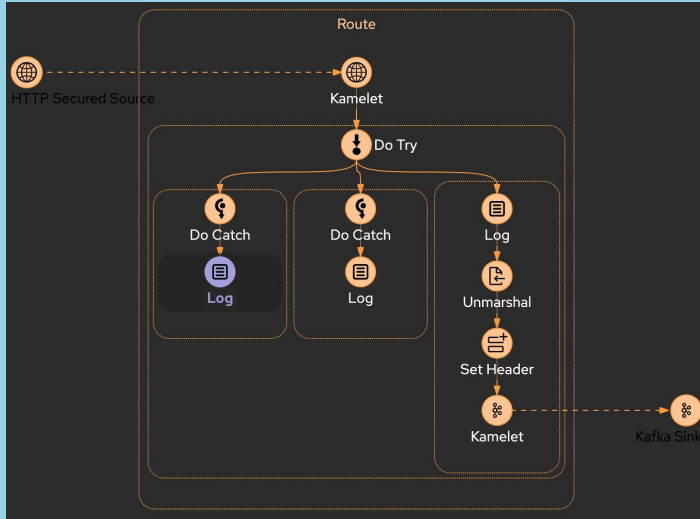 Route
HTTP Secured Source
Kamelet
Do Try
Do Catch
Do Catch
Log
Log
Log
Unmarshal
Set Header
Kamelet
Kafka Sink